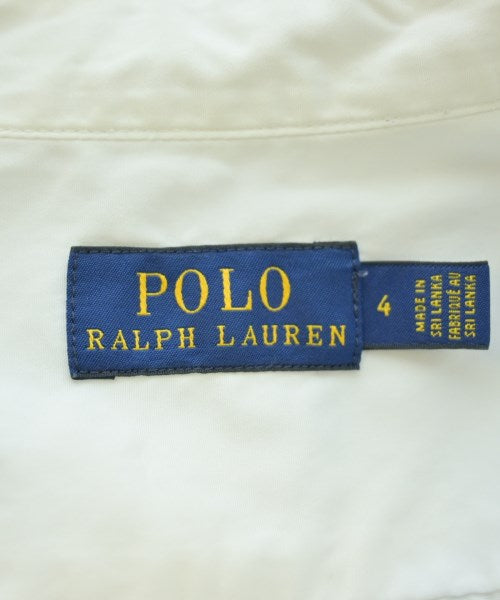 POLO
RALPH LAUREN
4
MADE IN
SRI LANKA
FABRIQUÉ AU
SRI LANKA